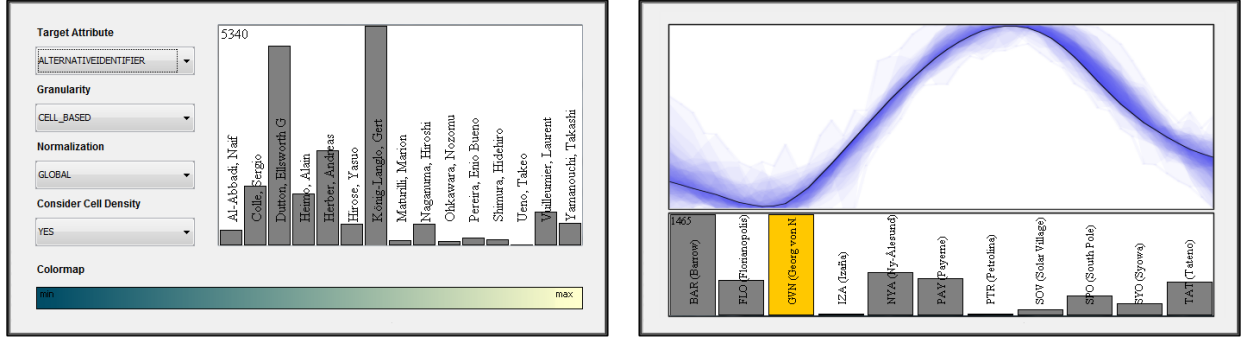 Target Attribute
ALTERNATIVEIDENTIFIER
Granularity
CELL_BASED
Normalization
GLOBAL
Consider Cell Density
YES
Colormap
min
max
5340
Al-Abbadi, Naif
Colle, Sergio
Dutton, Ellsworth G
Heimo, Alain
Herber, Andreas
Hirose, Yasuo
König-Langlo, Gert
Maturilli, Marion
Naganuma, Hiroshi
Ohkawara, Nozomu
Pereira, Enio Bueno
Shimura, Hidehiro
Ueno, Takeo
Vuilleumier, Laurent
Yamanouchi, Takashi
1465
BAR (Barrow)
FLO (Florianopolis)
GVN (Georg von N
IZA (Izaña)
NYA (Ny-Ålesund)
PAY (Payerne)
PTR (Petrolina)
SOV (Solar Village)
SPO (South Pole)
SYO (Syowa)
TAT (Tateno)